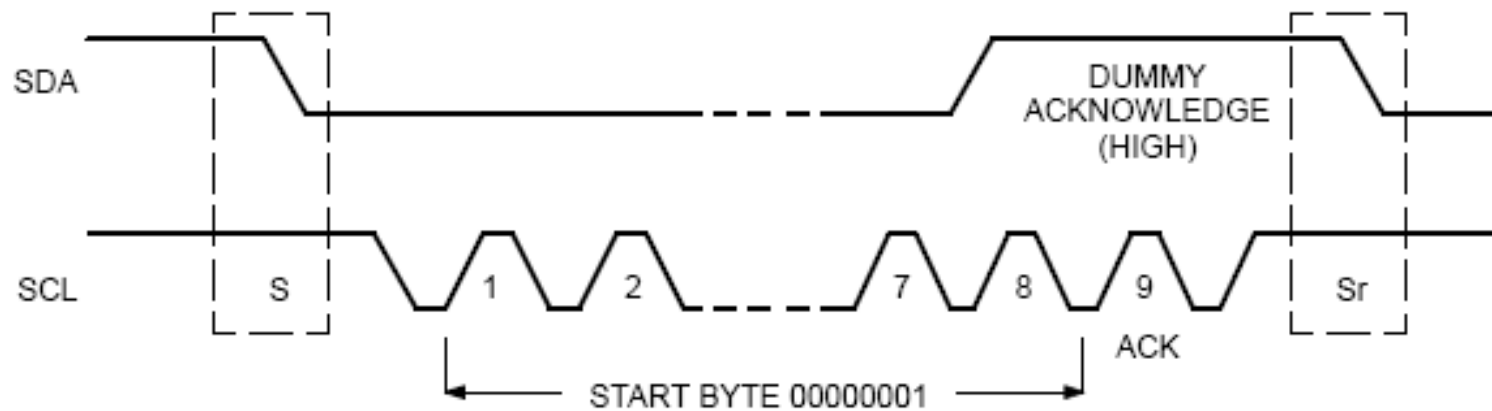 SDA
DUMMY
ACKNOWLEDGE
(HIGH)
SCL
S
1
2
7
8
9
Sr
ACK
START BYTE 00000001